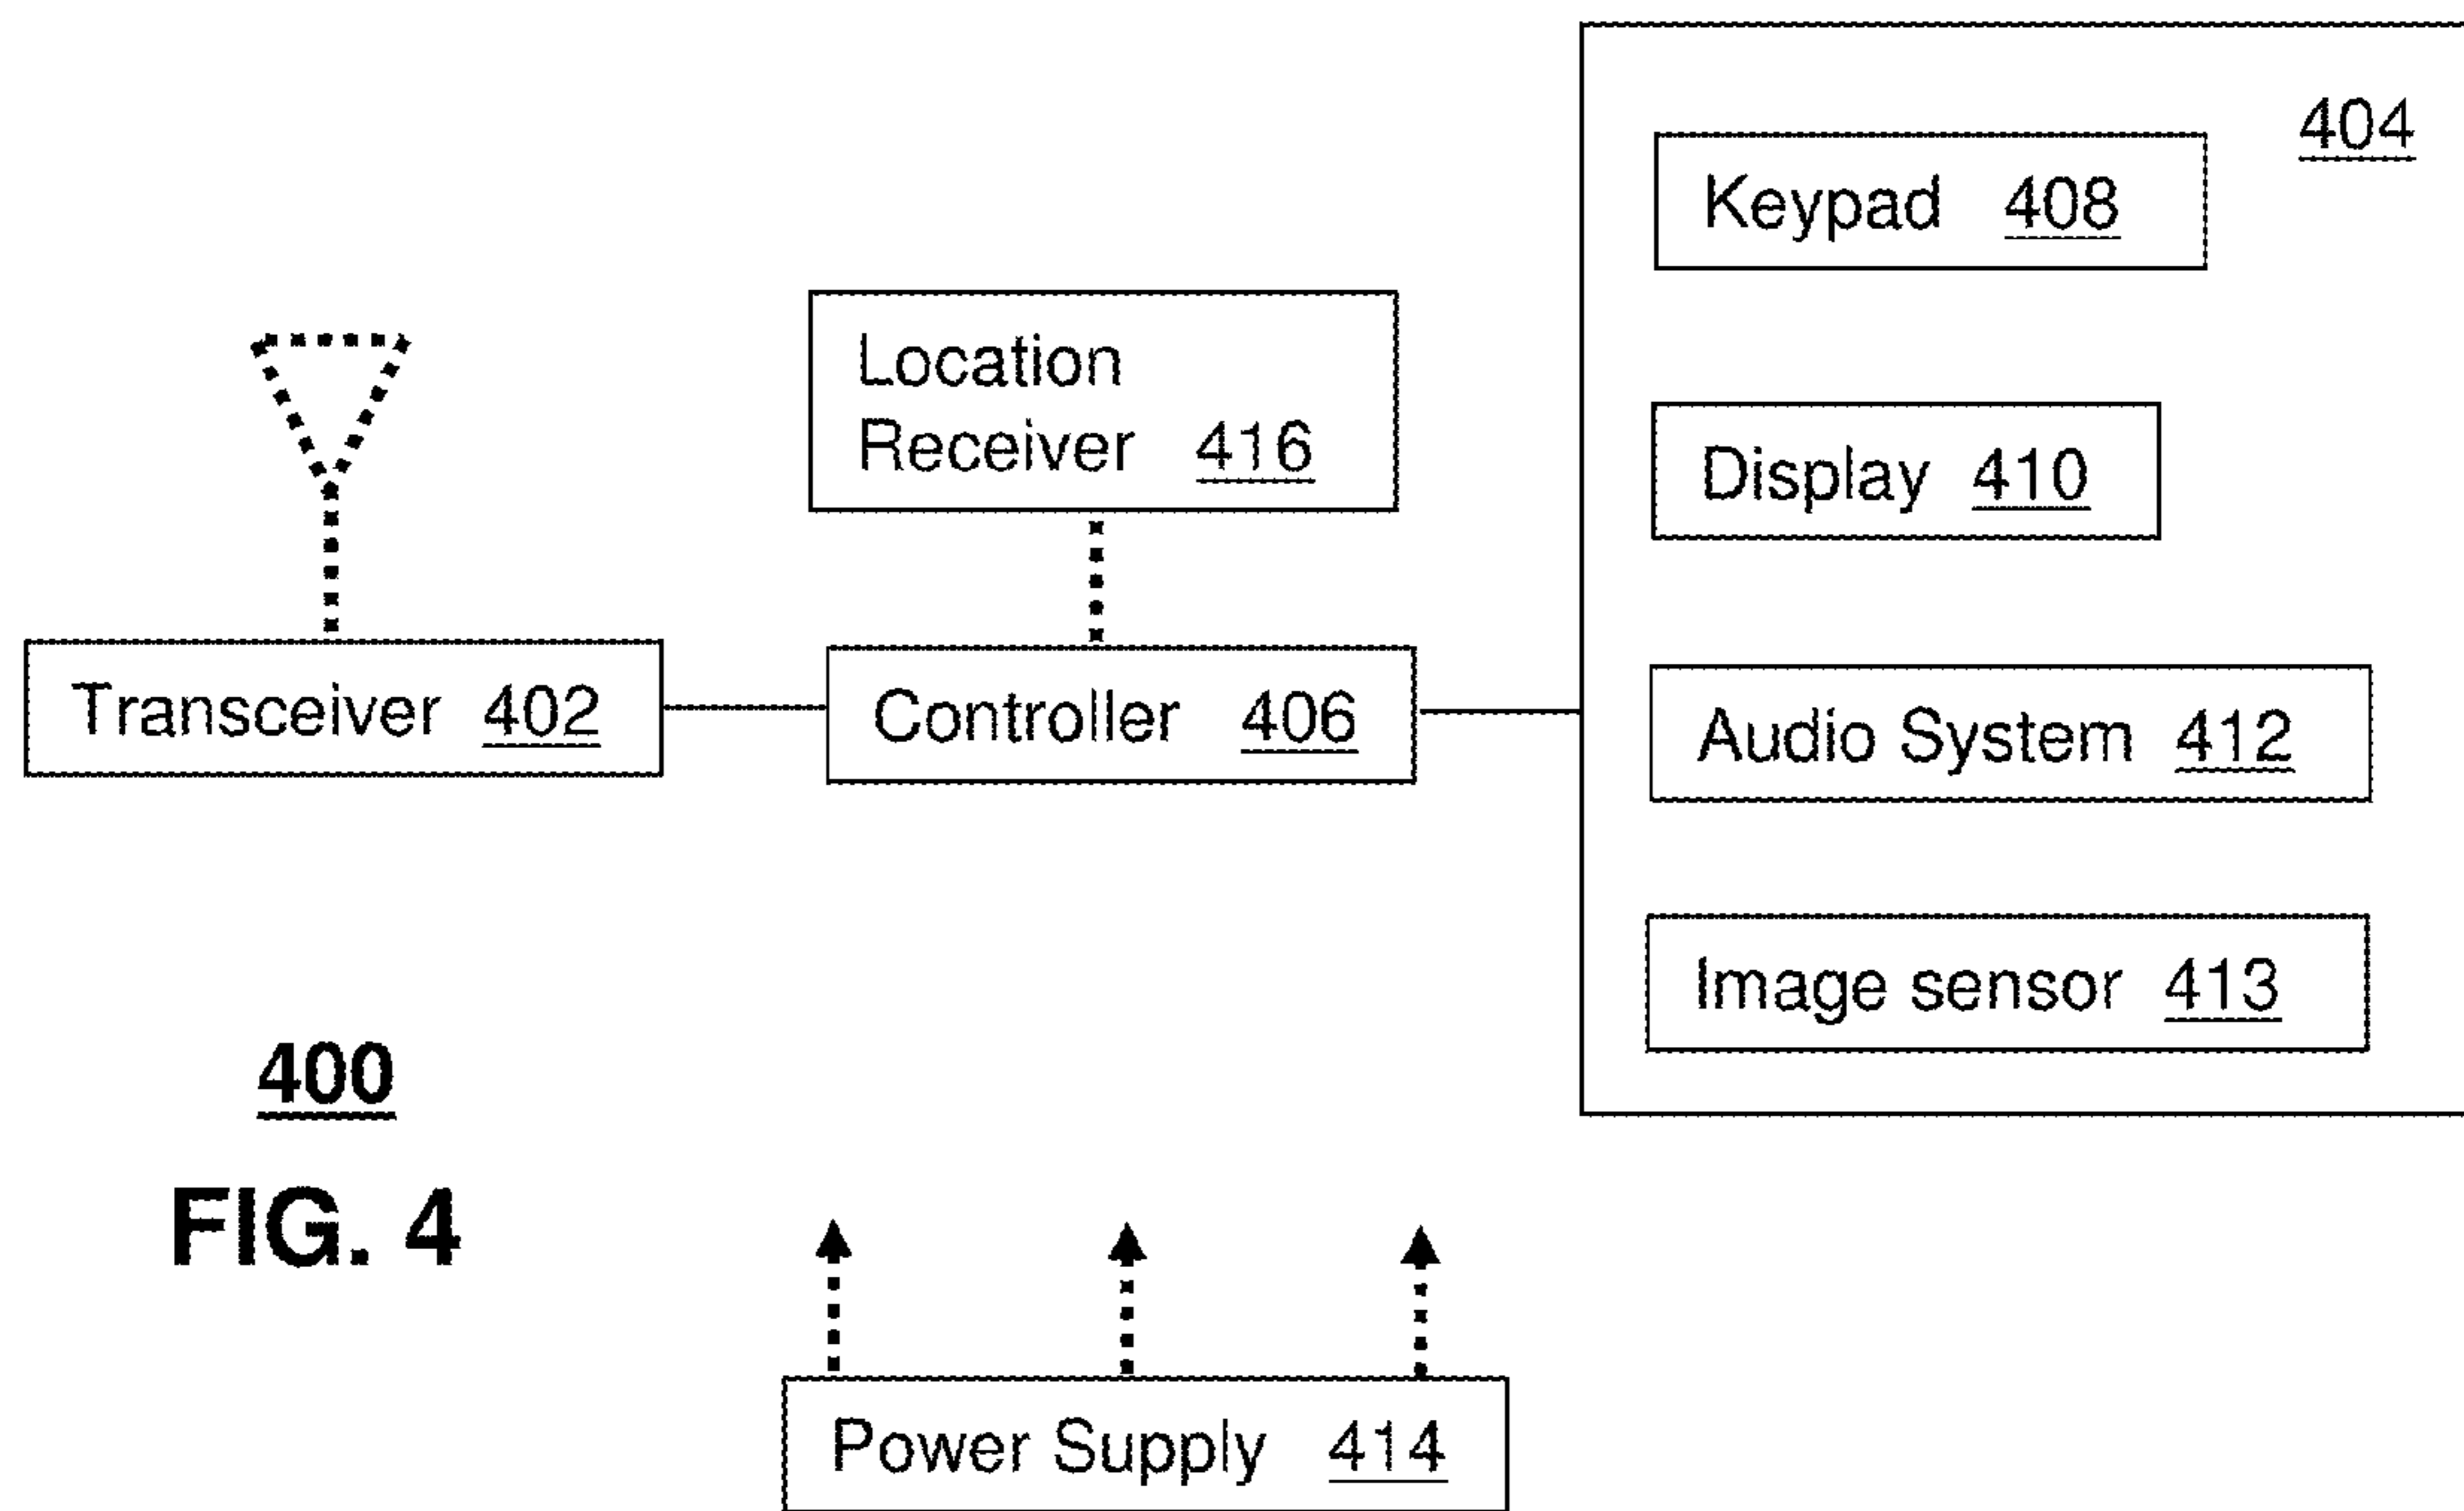 404
Keypad 408
Location
Receiver 416
Display 410
Transceiver 402
Controller 406
Audio System 412
Image sensor 413
400
FIG. 4
Power Supply 414